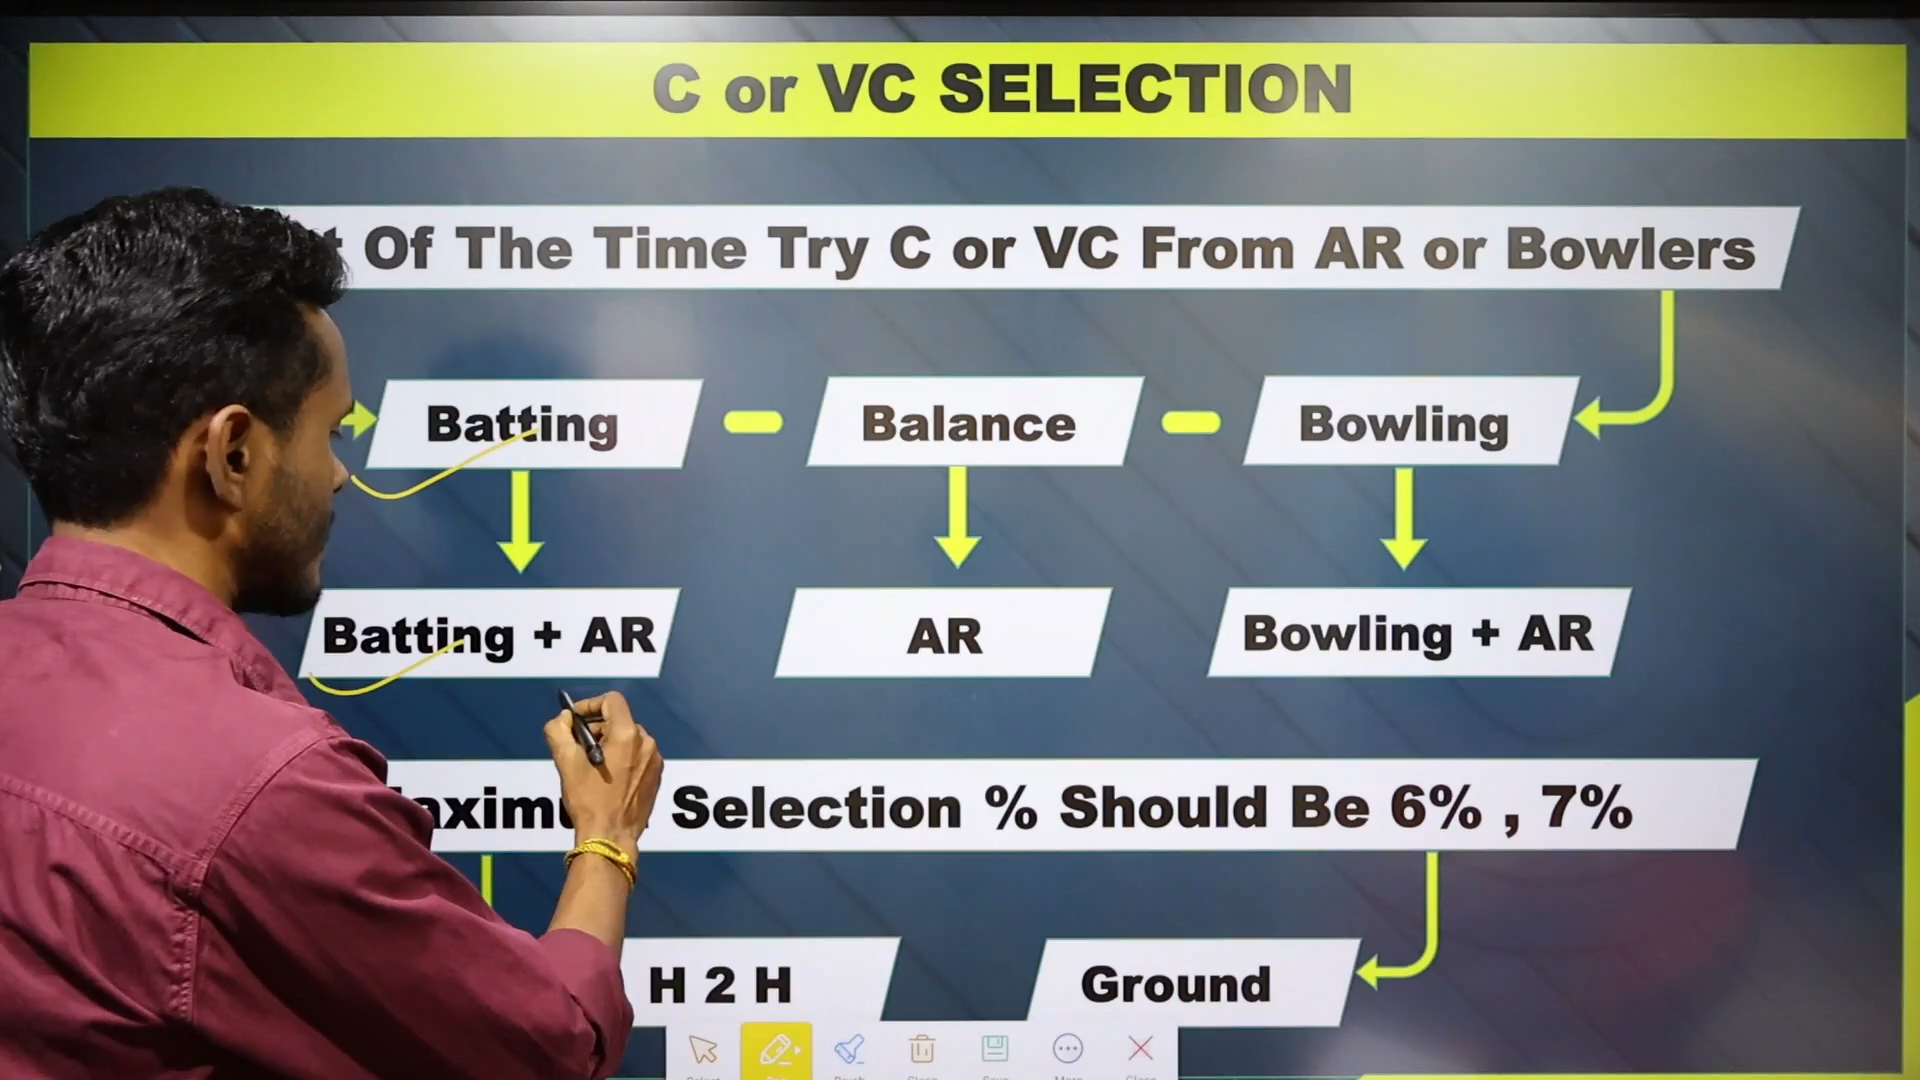 C or VC SELECTION
Of The Time Try C or VC From AR or Bowlers
Batting
Balance
Bowling
Batting + AR
AR
Bowling + AR
Selection % Should Be 6% , 7%
H 2 H
Ground